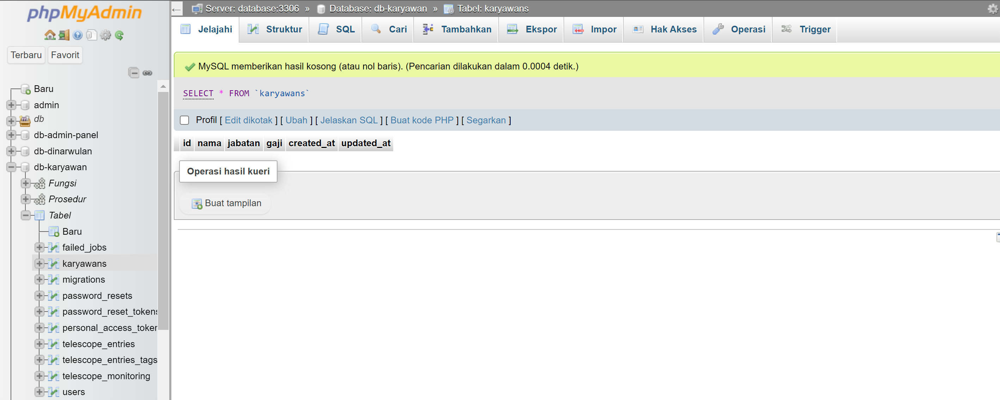 phpMyAdmin
Terbaru Favorit
Baru
admin
db
db-admin-panel
db-dinarwulan
db-karyawan
Fungsi
Prosedur
Tabel
Baru
failed_jobs
karyawans
migrations
password_resets
password_reset_tokens
personal_access_token
telescope_entries
telescope_entries_tags
telescope_monitoring
users
← Server: database:3306 » Database: db-karyawan » Tabel: karyawans
Jelajahi Struktur SQL Cari Tambahkan Ekspor Impor Hak Akses Operasi Trigger
MySQL memberikan hasil kosong (atau nol baris). (Pencarian dilakukan dalam 0.0004 detik.)
SELECT * FROM `karyawans`
Profil [ Edit dikotak ] [ Ubah ] [ Jelaskan SQL ] [ Buat kode PHP ] [ Segarkan ]
id nama jabatan gaji created_at updated_at
Operasi hasil kueri
Buat tampilan